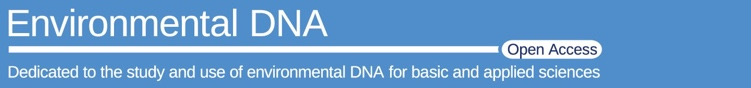 Environmental DNA
Open Access
Dedicated to the study and use of environmental DNA for basic and applied sciences